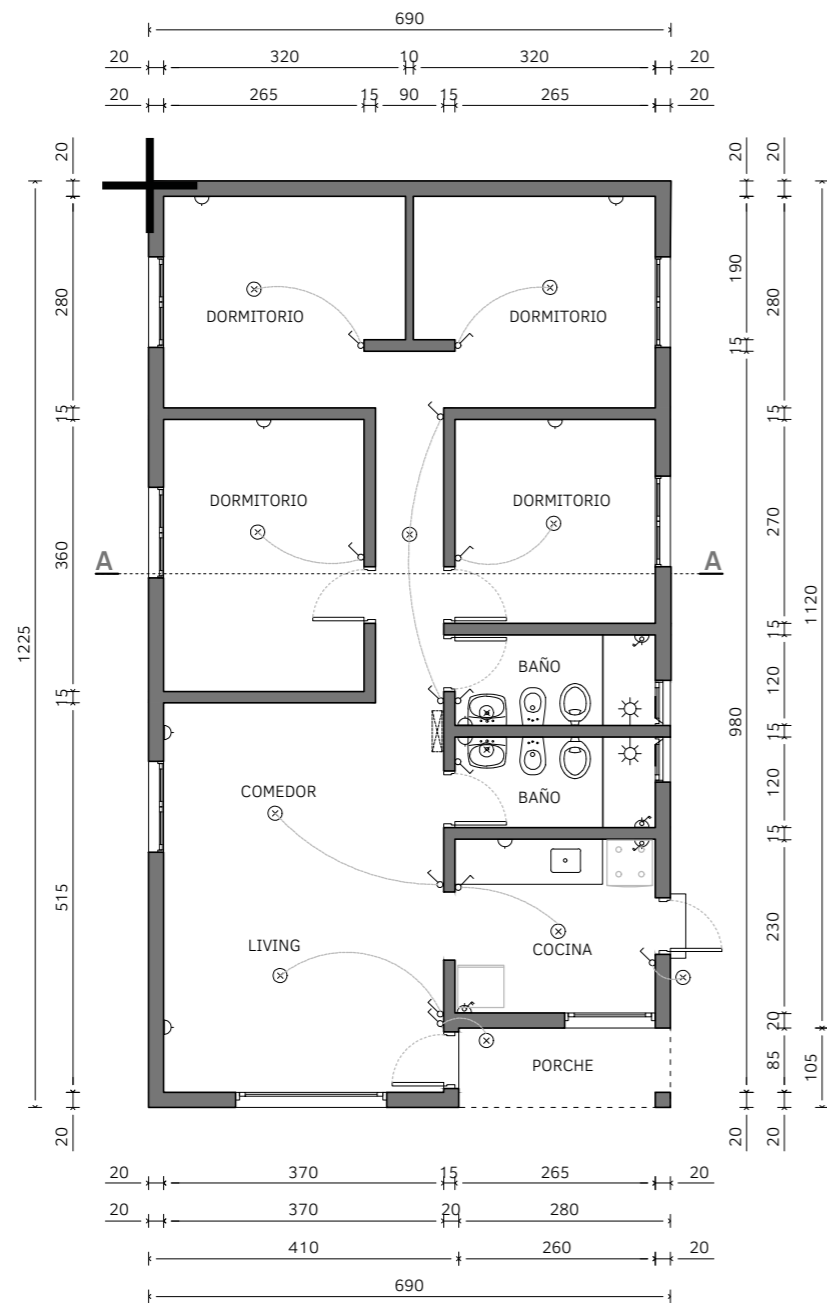 690
20 320 10 320 20
20 265 15 90 15 265 20
20 20 20
280 190 280
DORMITORIO DORMITORIO
15
15 15
DORMITORIO DORMITORIO
360 270
A A
1225 1120
15
BAÑO 120
15
980 15
COMEDOR BAÑO 120
15
515
LIVING COCINA 230
20
PORCHE 85 105
20 20 20
20 370 15 265 20
20 370 20 280
410 260 20
690